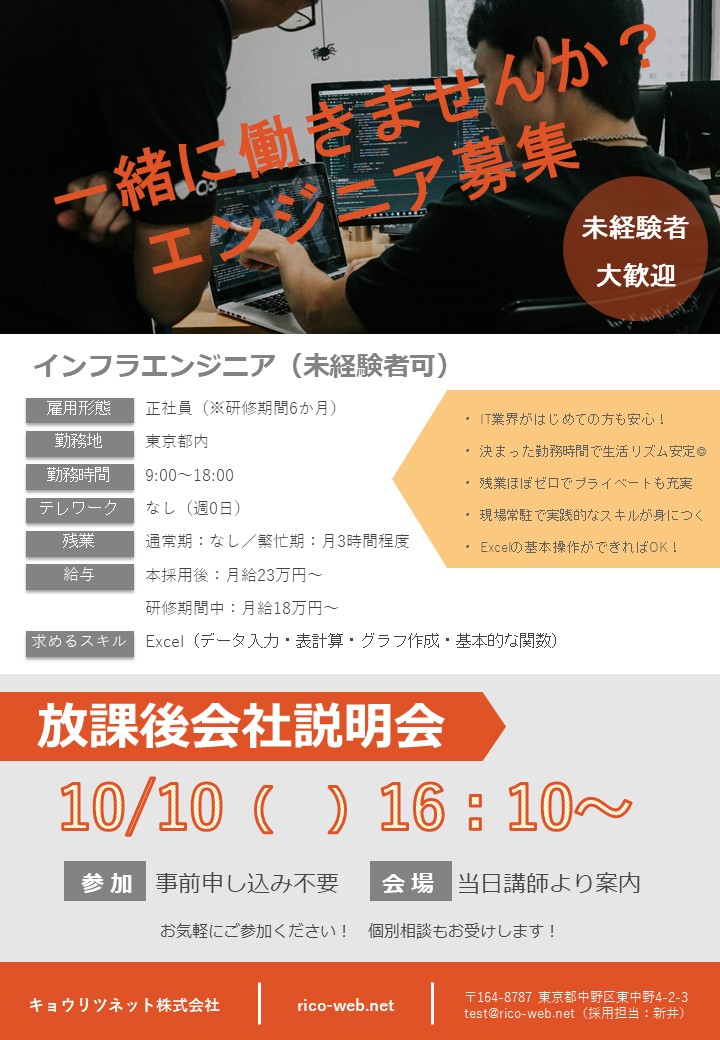 一緒に働きませんか？
エンジニア募集
未経験者
大歓迎
インフラエンジニア（未経験者可）
雇用形態 正社員（※研修期間6か月）
勤務地 東京都内
勤務時間 9:00～18:00
テレワーク なし（週0日）
残業 通常期：なし／繁忙期：月3時間程度
給与 本採用後：月給23万円～
研修期間中：月給18万円～
求めるスキル Excel（データ入力・表計算・グラフ作成・基本的な関数）
・ IT業界がはじめての方も安心！
・ 決まった勤務時間で生活リズム安定◎
・ 残業ほぼゼロでプライベートも充実
・ 現場常駐で実践的なスキルが身につく
・ Excelの基本操作ができればOK！
放課後会社説明会
10/10（　）16：10～
参加 事前申し込み不要 会場 当日講師より案内
お気軽にご参加ください！　個別相談もお受けします！
キョウリツネット株式会社
rico-web.net
〒164-8787 東京都中野区東中野4-2-3
test@rico-web.net（採用担当：新井）